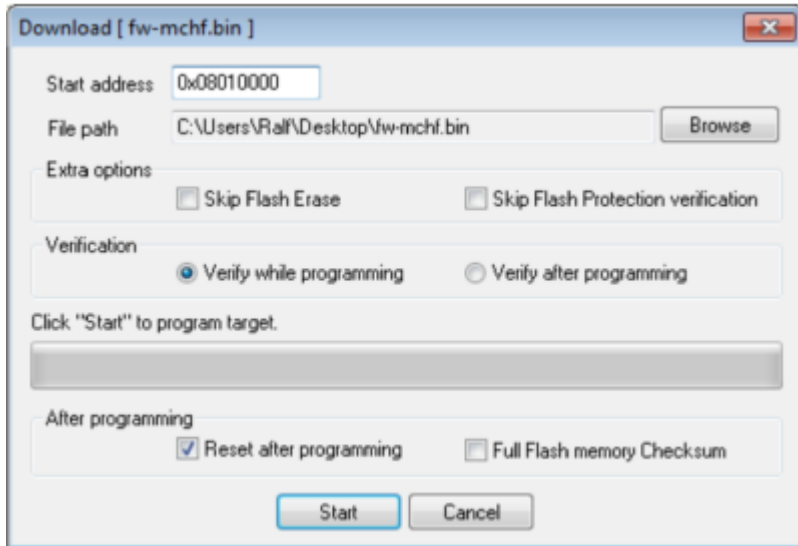 Download [ fw-mchf.bin ]
Start address 0x08010000
File path C:\Users\Ralf\Desktop\fw-mchf.bin Browse
Extra options
Skip Flash Erase Skip Flash Protection verification
Verification
Verify while programming Verify after programming
Click "Start" to program target.
After programming
Reset after programming Full Flash memory Checksum
Start Cancel